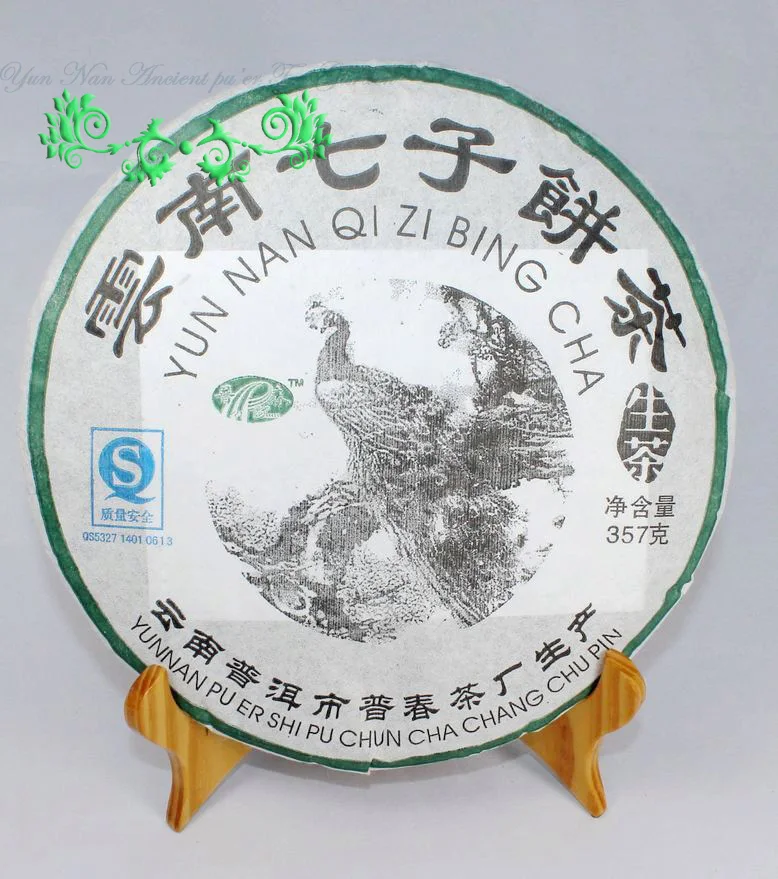 Yun Nan Ancient pu'er
雲南七子餅茶
YUN NAN QI ZI BING CHA
TM
生茶
质量安全
QS5327 1401 0613
净含量
357克
云南普洱市普春茶厂生产
YUNNAN PU ER SHI PU CHUN CHA CHANG CHU PIN